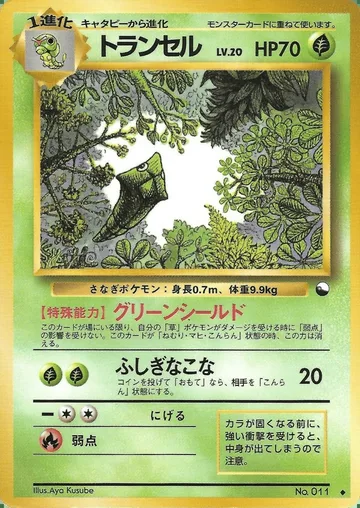 1進化 キャタピーから進化 モンスターカードに重ねて使います。
トランセル LV.20 HP70
さなぎポケモン：身長0.7m、体重9.9kg
【特殊能力】グリーンシールド
このカードが場にいる限り、自分の「草」ポケモンがダメージを受ける時に「弱点」
の影響を受けない。このカードが「ねむり・マヒ・こんらん」状態の時、この力は消
える。
ふしぎなこな 20
コインを投げて「おもて」なら、相手を「こんら
ん」状態にする。
にげる
弱点
カラが固くなる前に、
強い衝撃を受けると、
中身が出てしまうので
注意。
Illus.Aya Kusube
No. 011